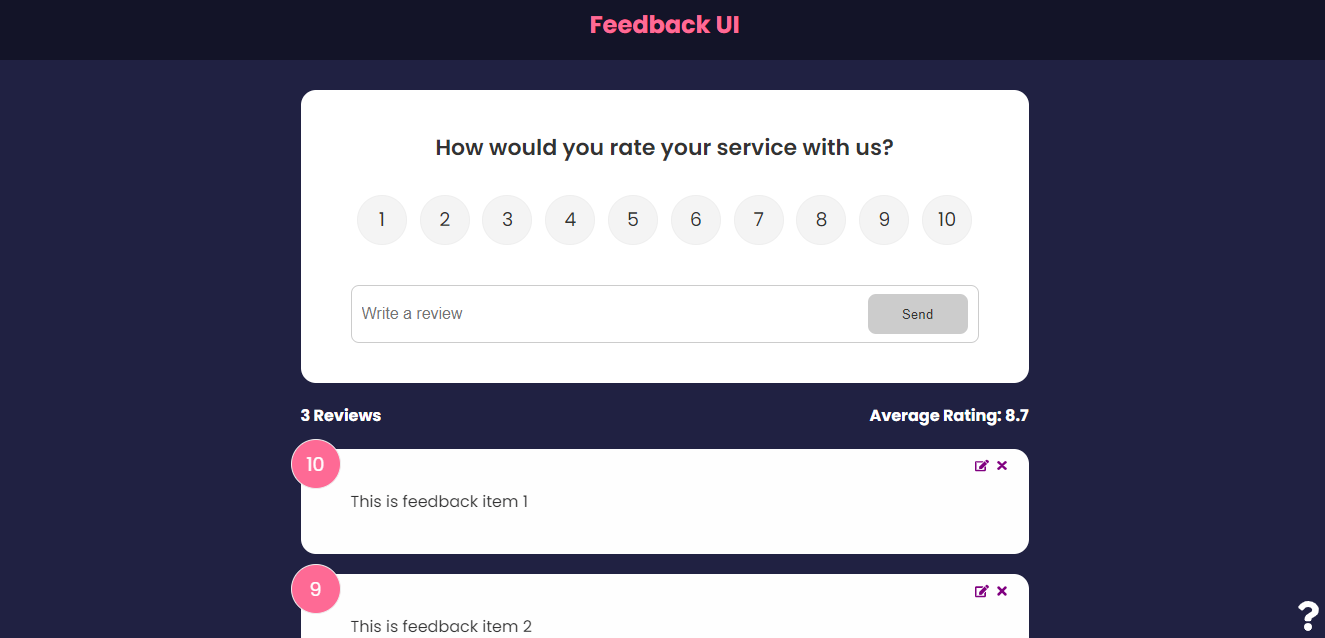 Feedback UI
How would you rate your service with us?
1 2 3 4 5 6 7 8 9 10
Write a review Send
3 Reviews Average Rating: 8.7
10
This is feedback item 1
9
This is feedback item 2
?